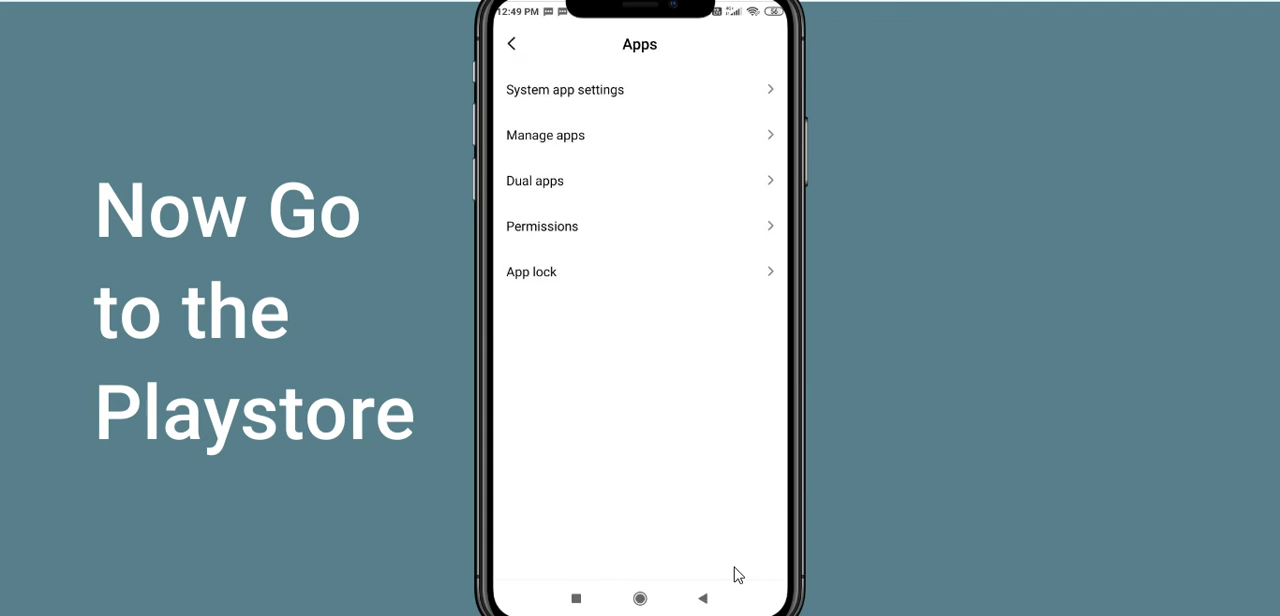 12:49 PM
Apps
System app settings
Manage apps
Dual apps
Permissions
App lock
Now Go
to the
Playstore